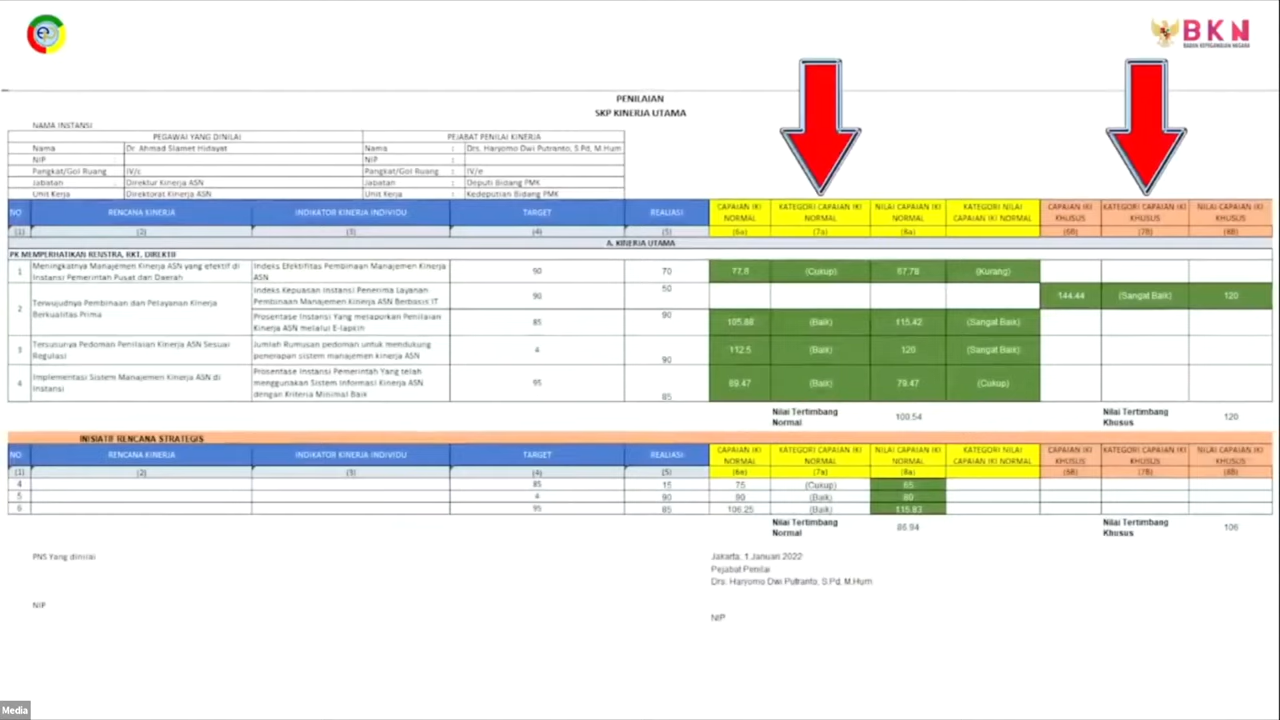 BKN
BADAN KEPEGAWAIAN NEGARA
PENILAIAN
SKP KINERJA UTAMA
NAMA INSTANSI
PEGAWAI YANG DINILAI PEJABAT PENILAI KINERJA
Nama Dr. Ahmad Slamet Hidayat Nama : Drs. Haryomo Dwi Putranto, S.Pd, M.Hum
NIP : NIP :
Pangkat/Gol Ruang IV/c Pangkat/Gol Ruang : IV/e
Jabatan : Direktur Kinerja ASN Jabatan : Deputi Bidang PMK
Unit Kerja Direktorat Kinerja ASN Unit Kerja : Kedeputian Bidang PMK
NO RENCANA KINERJA INDIKATOR KINERJA INDIVIDU TARGET REALIASI CAPAIAN IKI NORMAL KATEGORI CAPAIAN IKI NORMAL NILAI CAPAIAN IKI NORMAL KATEGORI NILAI CAPAIAN IKI NORMAL CAPAIAN IKI KHUSUS KATEGORI CAPAIAN IKI KHUSUS NILAI CAPAIAN IKI KHUSUS
(1) (2) (3) (4) (5) (6a) (7a) (8a) (6B) (7B) (8B)
A. KINERJA UTAMA
PK MEMPERHATIKAN RENSTRA, RKT, DIREKTIF
1 Meningkatnya Manajemen Kinerja ASN yang efektif di Instansi Pemerintah Pusat dan Daerah Indeks Efektifitas Pembinaan Manajemen Kinerja ASN 90 70 77.8 (Cukup) 67,78 (Kurang)
2 Terwujudnya Pembinaan dan Pelayanan Kinerja Berkualitas Prima Indeks Kepuasan Instansi Penerima Layanan Pembinaan Manajemen Kinerja ASN Berbasis IT 90 50 144.44 (Sangat Baik) 120
Prosentase Instansi Yang melaporkan Penilaian Kinerja ASN melalui E-lapkin 85 90 105.88 (Baik) 115.42 (Sangat Baik)
3 Tersusunya Pedoman Penilaian Kinerja ASN Sesuai Regulasi Jumlah Rumusan pedoman untuk mendukung penerapan sistem manajemen kinerja ASN 4 90 112.5 (Baik) 120 (Sangat Baik)
4 Implementasi Sistem Manajemen Kinerja ASN di Instansi Prosentase Instansi Pemerintah Yang telah menggunakan Sistem Informasi Kinerja ASN dengan Kriteria Minimal Baik 95 85 89.47 (Baik) 79.47 (Cukup)
Nilai Tertimbang Normal 100.54 Nilai Tertimbang Khusus 120
INISIATIF RENCANA STRATEGIS
NO RENCANA KINERJA INDIKATOR KINERJA INDIVIDU TARGET REALIASI CAPAIAN IKI NORMAL KATEGORI CAPAIAN IKI NORMAL NILAI CAPAIAN IKI NORMAL KATEGORI NILAI CAPAIAN IKI NORMAL CAPAIAN IKI KHUSUS KATEGORI CAPAIAN IKI KHUSUS NILAI CAPAIAN IKI KHUSUS
(1) (2) (3) (4) (5) (6a) (7a) (8a) (6B) (7B) (8B)
4 85 15 75 (Cukup) 65
5 4 90 90 (Baik) 80
6 95 85 106.25 (Baik) 115.83
Nilai Tertimbang Normal 86.94 Nilai Tertimbang Khusus 106
PNS Yang dinilai Jakarta, 1 Januari 2022
Pejabat Penilai
Drs. Haryomo Dwi Putranto, S.Pd, M.Hum
NIP
NIP
Media